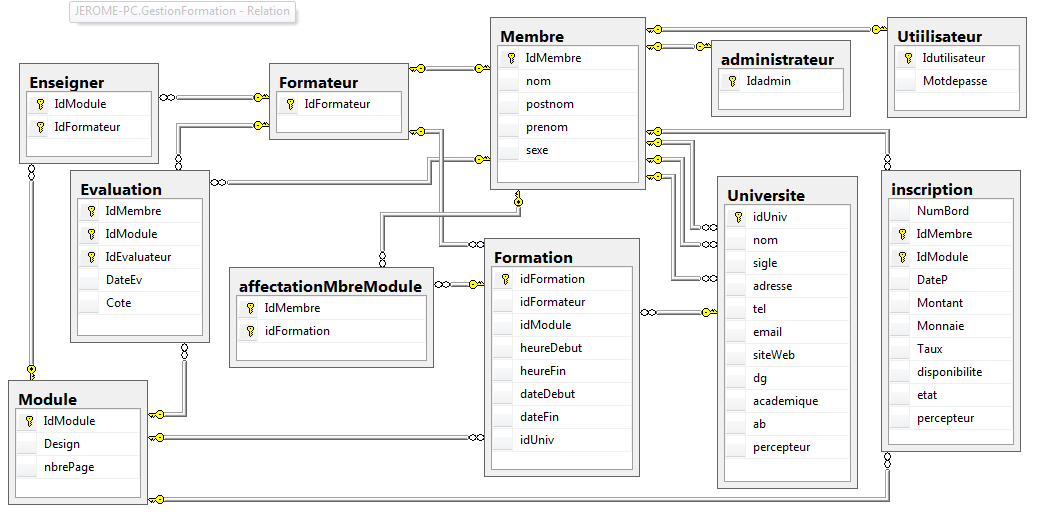 JEROME-PC.GestionFormation - Relation
Enseigner
IdModule
IdFormateur
Formateur
IdFormateur
Membre
IdMembre
nom
postnom
prenom
sexe
administrateur
Idadmin
Utiilisateur
Idutilisateur
Motdepasse
Evaluation
IdMembre
IdModule
IdEvaluateur
DateEv
Cote
affectationMbreModule
IdMembre
idFormation
Formation
idFormation
idFormateur
idModule
heureDebut
heureFin
dateDebut
dateFin
idUniv
Universite
idUniv
nom
sigle
adresse
tel
email
siteWeb
dg
academique
ab
percepteur
inscription
NumBord
IdMembre
IdModule
DateP
Montant
Monnaie
Taux
disponibilite
etat
percepteur
Module
IdModule
Design
nbrePage